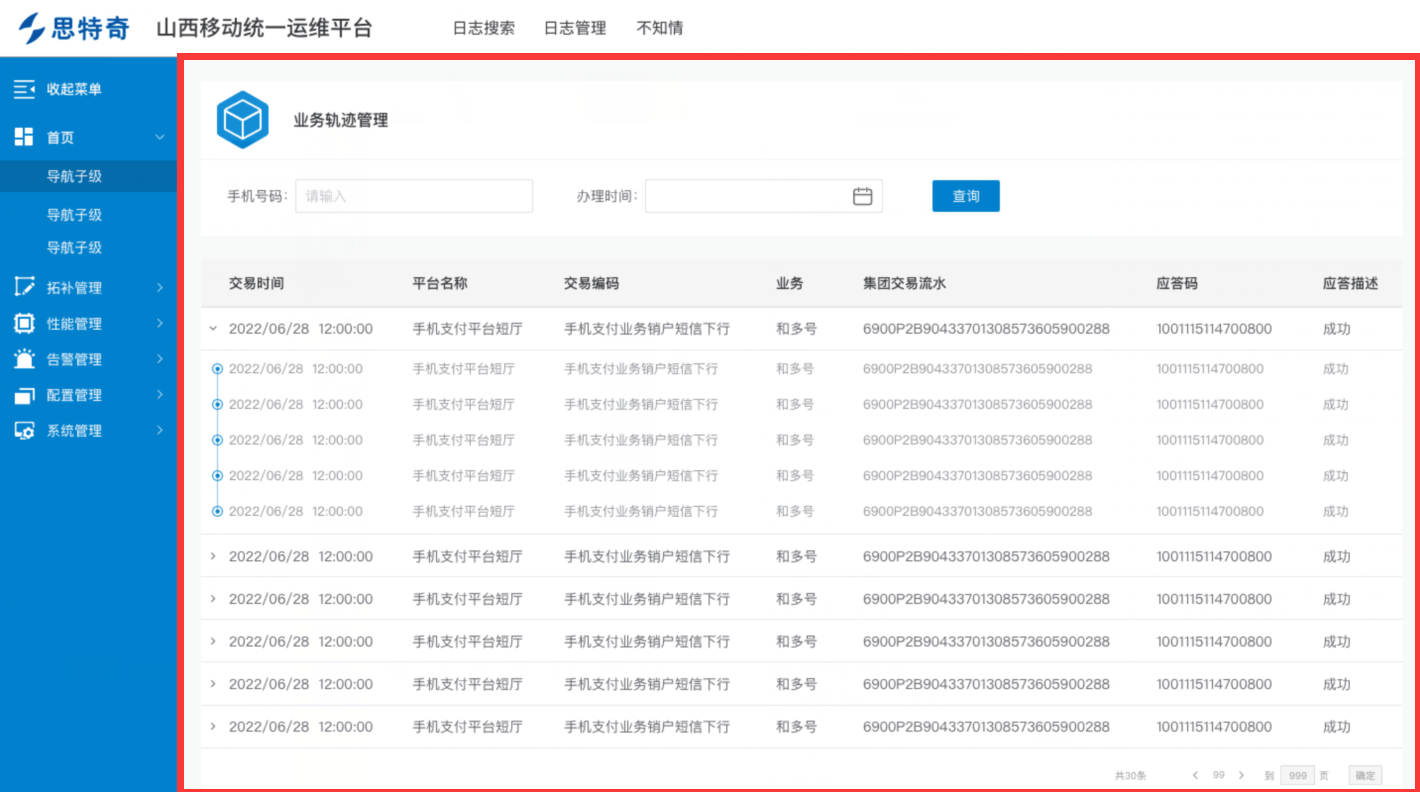 思特奇 山西移动统一运维平台 日志搜索 日志管理 不知情
收起菜单
首页
导航子级
导航子级
导航子级
拓补管理
性能管理
告警管理
配置管理
系统管理
业务轨迹管理
手机号码: 请输入 办理时间: 查询
交易时间 平台名称 交易编码 业务 集团交易流水 应答码 应答描述
2022/06/28 12:00:00 手机支付平台短厅 手机支付业务销户短信下行 和多号 6900P2B90433701308573605900288 1001115114700800 成功
2022/06/28 12:00:00 手机支付平台短厅 手机支付业务销户短信下行 和多号 6900P2B90433701308573605900288 1001115114700800 成功
2022/06/28 12:00:00 手机支付平台短厅 手机支付业务销户短信下行 和多号 6900P2B90433701308573605900288 1001115114700800 成功
2022/06/28 12:00:00 手机支付平台短厅 手机支付业务销户短信下行 和多号 6900P2B90433701308573605900288 1001115114700800 成功
2022/06/28 12:00:00 手机支付平台短厅 手机支付业务销户短信下行 和多号 6900P2B90433701308573605900288 1001115114700800 成功
2022/06/28 12:00:00 手机支付平台短厅 手机支付业务销户短信下行 和多号 6900P2B90433701308573605900288 1001115114700800 成功
2022/06/28 12:00:00 手机支付平台短厅 手机支付业务销户短信下行 和多号 6900P2B90433701308573605900288 1001115114700800 成功
2022/06/28 12:00:00 手机支付平台短厅 手机支付业务销户短信下行 和多号 6900P2B90433701308573605900288 1001115114700800 成功
2022/06/28 12:00:00 手机支付平台短厅 手机支付业务销户短信下行 和多号 6900P2B90433701308573605900288 1001115114700800 成功
2022/06/28 12:00:00 手机支付平台短厅 手机支付业务销户短信下行 和多号 6900P2B90433701308573605900288 1001115114700800 成功
2022/06/28 12:00:00 手机支付平台短厅 手机支付业务销户短信下行 和多号 6900P2B90433701308573605900288 1001115114700800 成功
共30条 < 99 > 到 999 页 确定